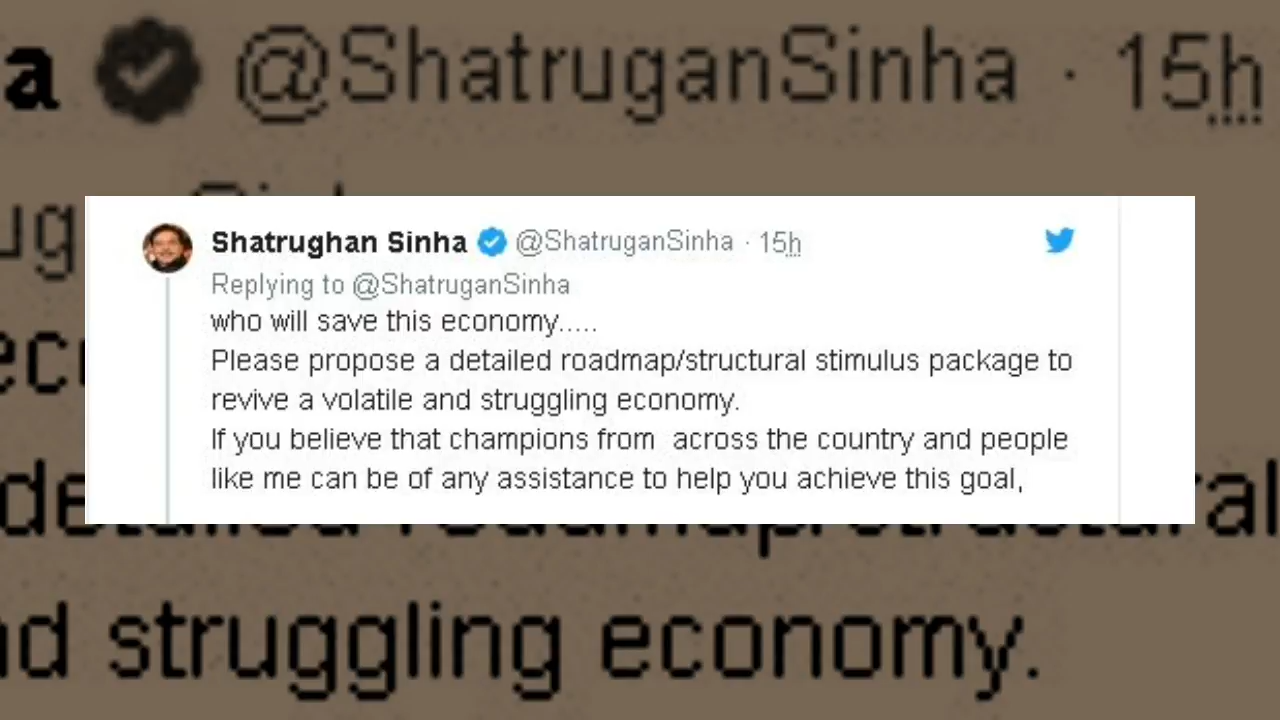 a @ShatruganSinha · 15h
Shatrughan Sinha @ShatruganSinha · 15h
Replying to @ShatruganSinha
who will save this economy.....
Please propose a detailed roadmap/structural stimulus package to
revive a volatile and struggling economy.
If you believe that champions from  across the country and people
like me can be of any assistance to help you achieve this goal,
struggling economy.